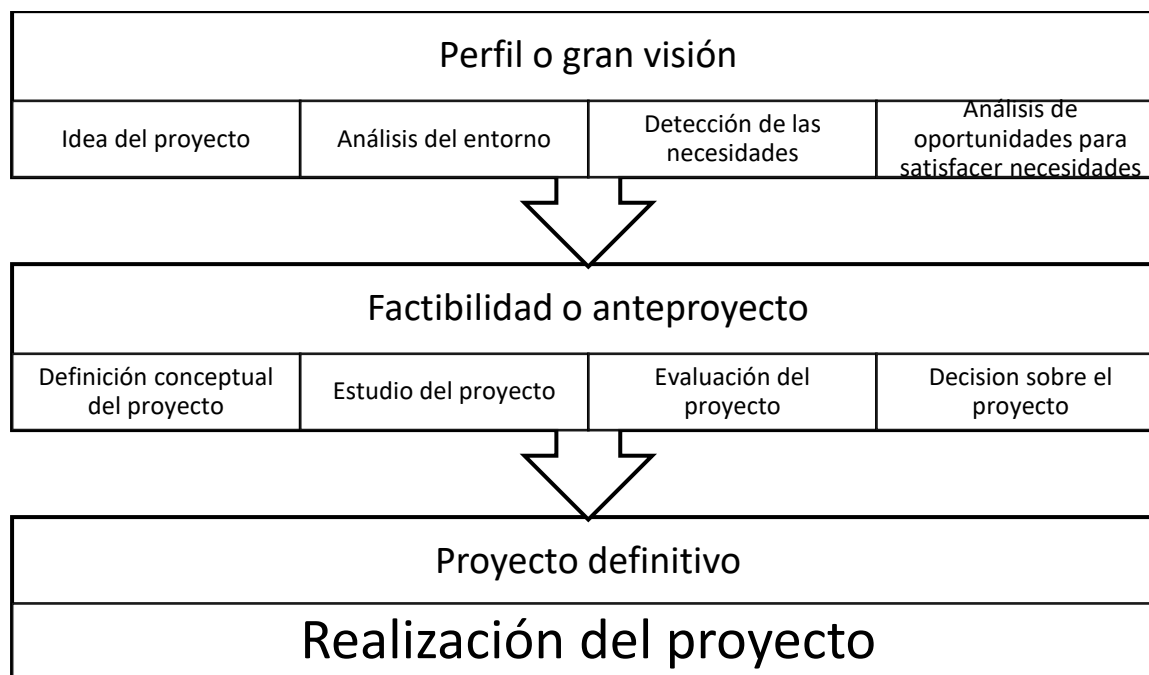 Perfil o gran visión
Idea del proyecto
Análisis del entorno
Detección de las
necesidades
Análisis de
oportunidades para
satisfacer necesidades
Factibilidad o anteproyecto
Definición conceptual
del proyecto
Estudio del proyecto
Evaluación del
proyecto
Decision sobre el
proyecto
Proyecto definitivo
Realización del proyecto